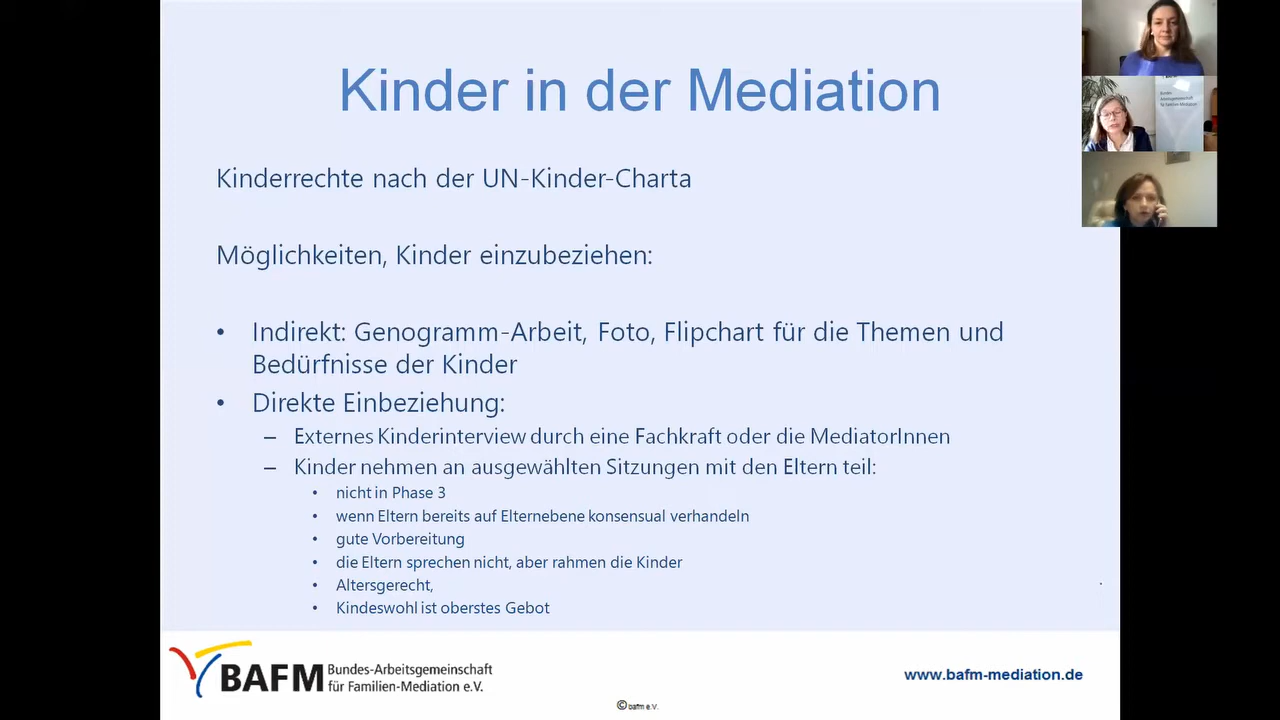 Kinder in der Mediation
Kinderrechte nach der UN-Kinder-Charta
Möglichkeiten, Kinder einzubeziehen:
• Indirekt: Genogramm-Arbeit, Foto, Flipchart für die Themen und
Bedürfnisse der Kinder
• Direkte Einbeziehung:
– Externes Kinderinterview durch eine Fachkraft oder die MediatorInnen
– Kinder nehmen an ausgewählten Sitzungen mit den Eltern teil:
• nicht in Phase 3
• wenn Eltern bereits auf Elternebene konsensual verhandeln
• gute Vorbereitung
• die Eltern sprechen nicht, aber rahmen die Kinder
• Altersgerecht,
• Kindeswohl ist oberstes Gebot
BAFM Bundes-Arbeitsgemeinschaft
für Familien-Mediation e.V.
www.bafm-mediation.de
© bafm e.V.